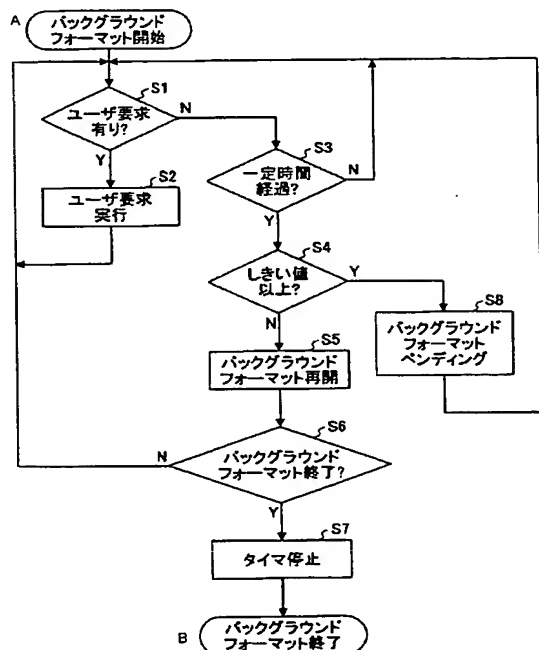 A
バックグラウンド
フォーマット開始
S1
ユーザ要求
有り?
N
Y
S2
ユーザ要求
実行
S3
一定時間
経過?
N
Y
S4
しきい値
以上?
Y
N
S8
バックグラウンド
フォーマット
ペンディング
S5
バックグラウンド
フォーマット再開
S6
バックグラウンド
フォーマット終了?
N
Y
S7
タイマ停止
B
バックグラウンド
フォーマット終了